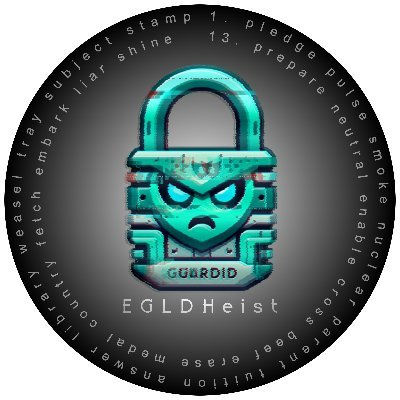 1. pledge pulse smoke nuclear parent tuition answer library weasel tray subject stamp
13. prepare neutral enable cross beef erase medal country fetch embark liar shine
GUARDID
EGLDHeist